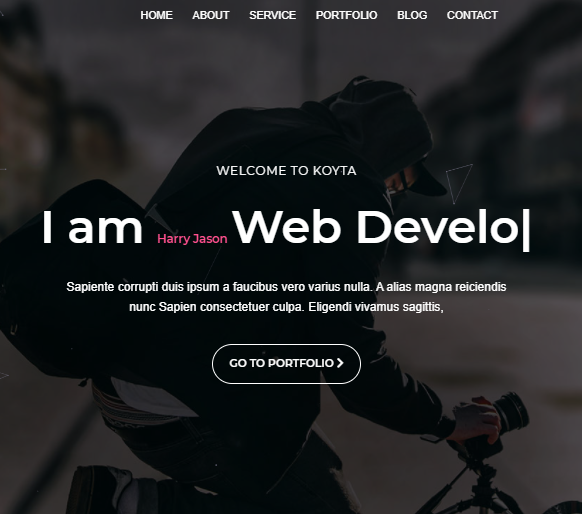 HOME ABOUT SERVICE PORTFOLIO BLOG CONTACT
WELCOME TO KOYTA
I am Harry Jason Web Develo|
Sapiente corrupti duis ipsum a faucibus vero varius nulla. A alias magna reiciendis
nunc Sapien consectetuer culpa. Eligendi vivamus sagittis,
GO TO PORTFOLIO